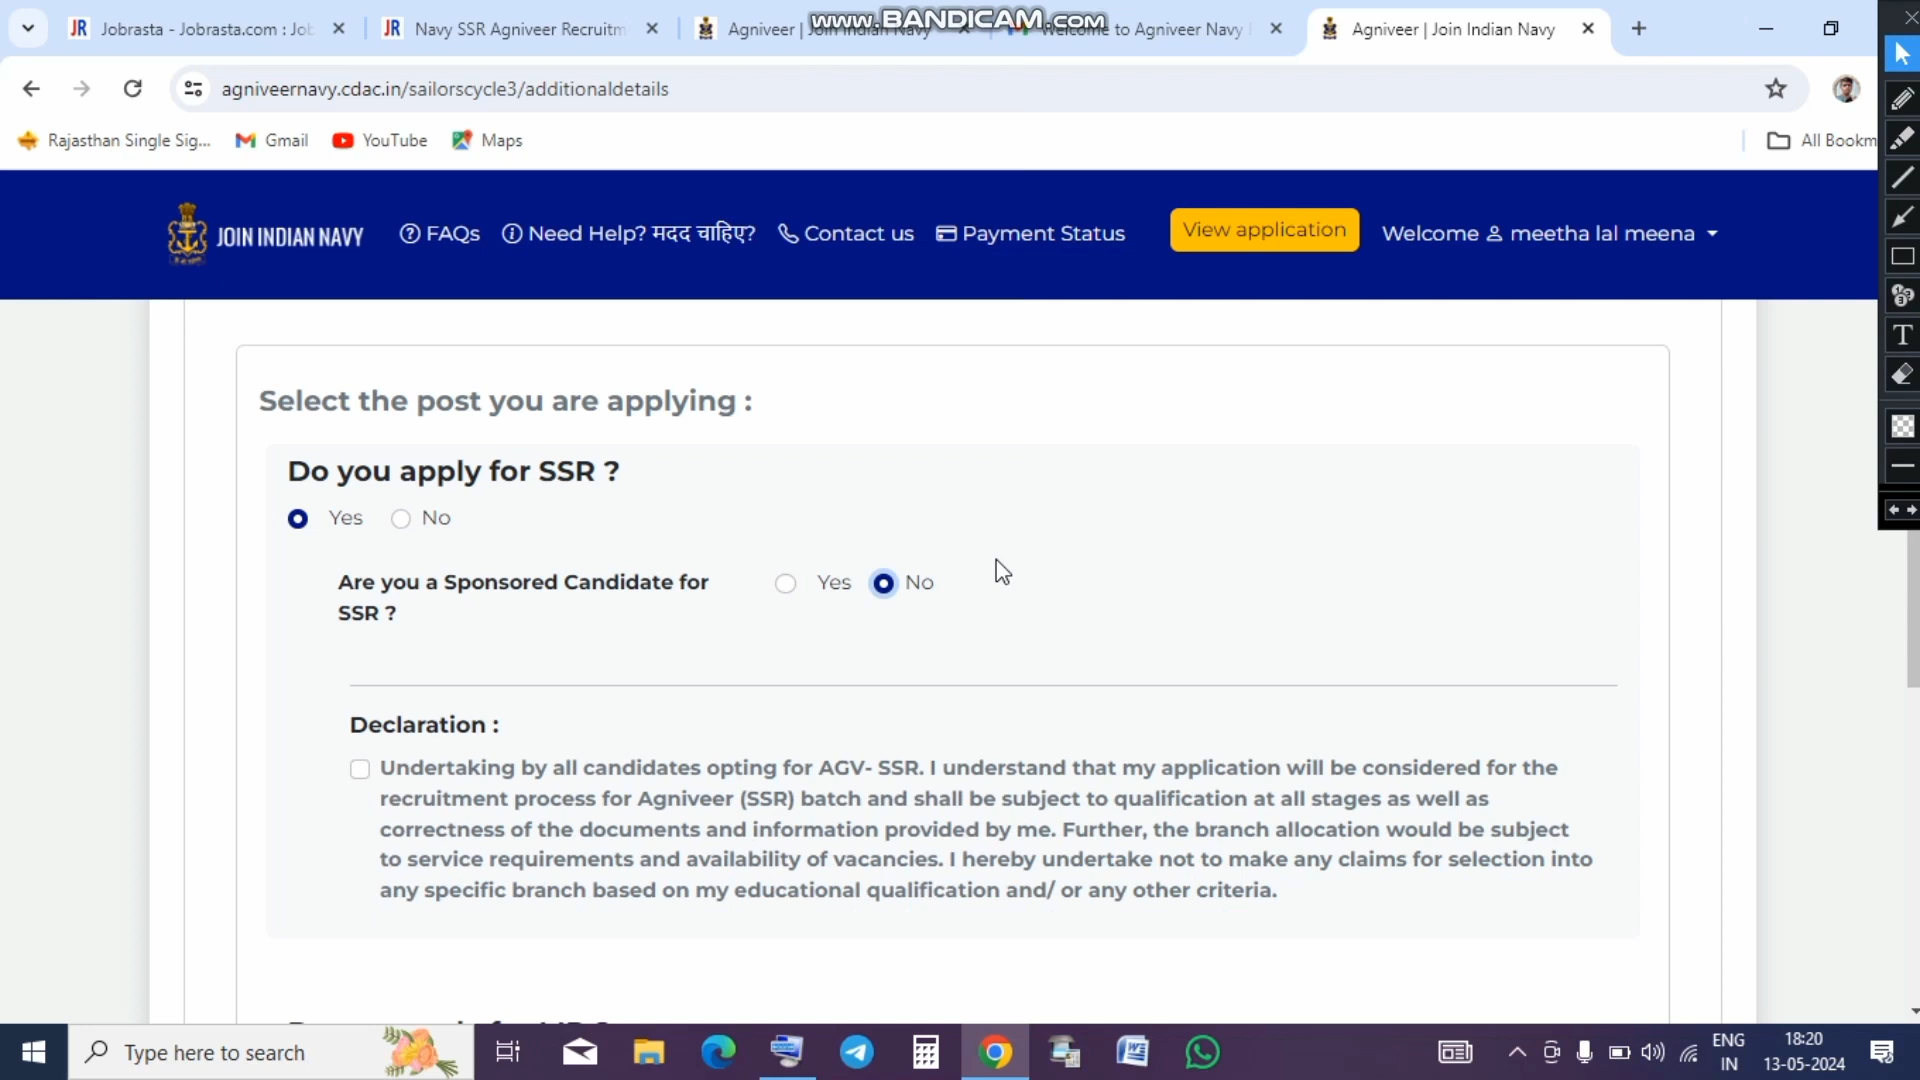 www.BANDICAM.com
Jobrasta - Jobrasta.com : Jol
Navy SSR Agniveer Recruitm
Agniveer | Join Indian Navy
Welcome to Agniveer Navy
Agniveer | Join Indian Navy
agniveernavy.cdac.in/sailorscycle3/additionaldetails
Rajasthan Single Sig...
Gmail
YouTube
Maps
All Bookm
JOIN INDIAN NAVY
FAQs
Need Help? मदद चाहिए?
Contact us
Payment Status
View application
Welcome meetha lal meena
Select the post you are applying :
Do you apply for SSR ?
Yes No
Are you a Sponsored Candidate for
SSR ?
Yes No
Declaration :
Undertaking by all candidates opting for AGV- SSR. I understand that my application will be considered for the
recruitment process for Agniveer (SSR) batch and shall be subject to qualification at all stages as well as
correctness of the documents and information provided by me. Further, the branch allocation would be subject
to service requirements and availability of vacancies. I hereby undertake not to make any claims for selection into
any specific branch based on my educational qualification and/ or any other criteria.
Type here to search
ENG
IN
18:20
13-05-2024